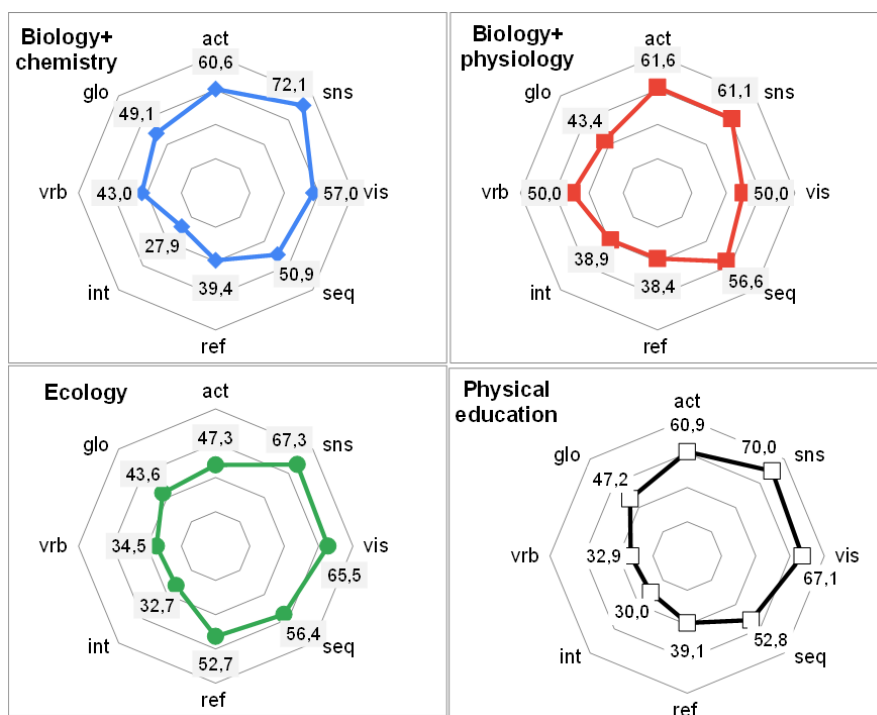 Biology+
chemistry
act
60,6
72,1
sns
glo
49,1
vrb
43,0
57,0
vis
27,9
50,9
int
39,4
seq
ref
Biology+
physiology
act
61,6
61,1
sns
glo
43,4
vrb
50,0
50,0
vis
38,9
56,6
int
38,4
seq
ref
Ecology
act
47,3
67,3
sns
glo
43,6
vrb
34,5
vis
65,5
32,7
56,4
int
52,7
seq
ref
Physical
education
act
60,9
70,0
sns
glo
47,2
vrb
32,9
vis
67,1
30,0
52,8
int
39,1
seq
ref